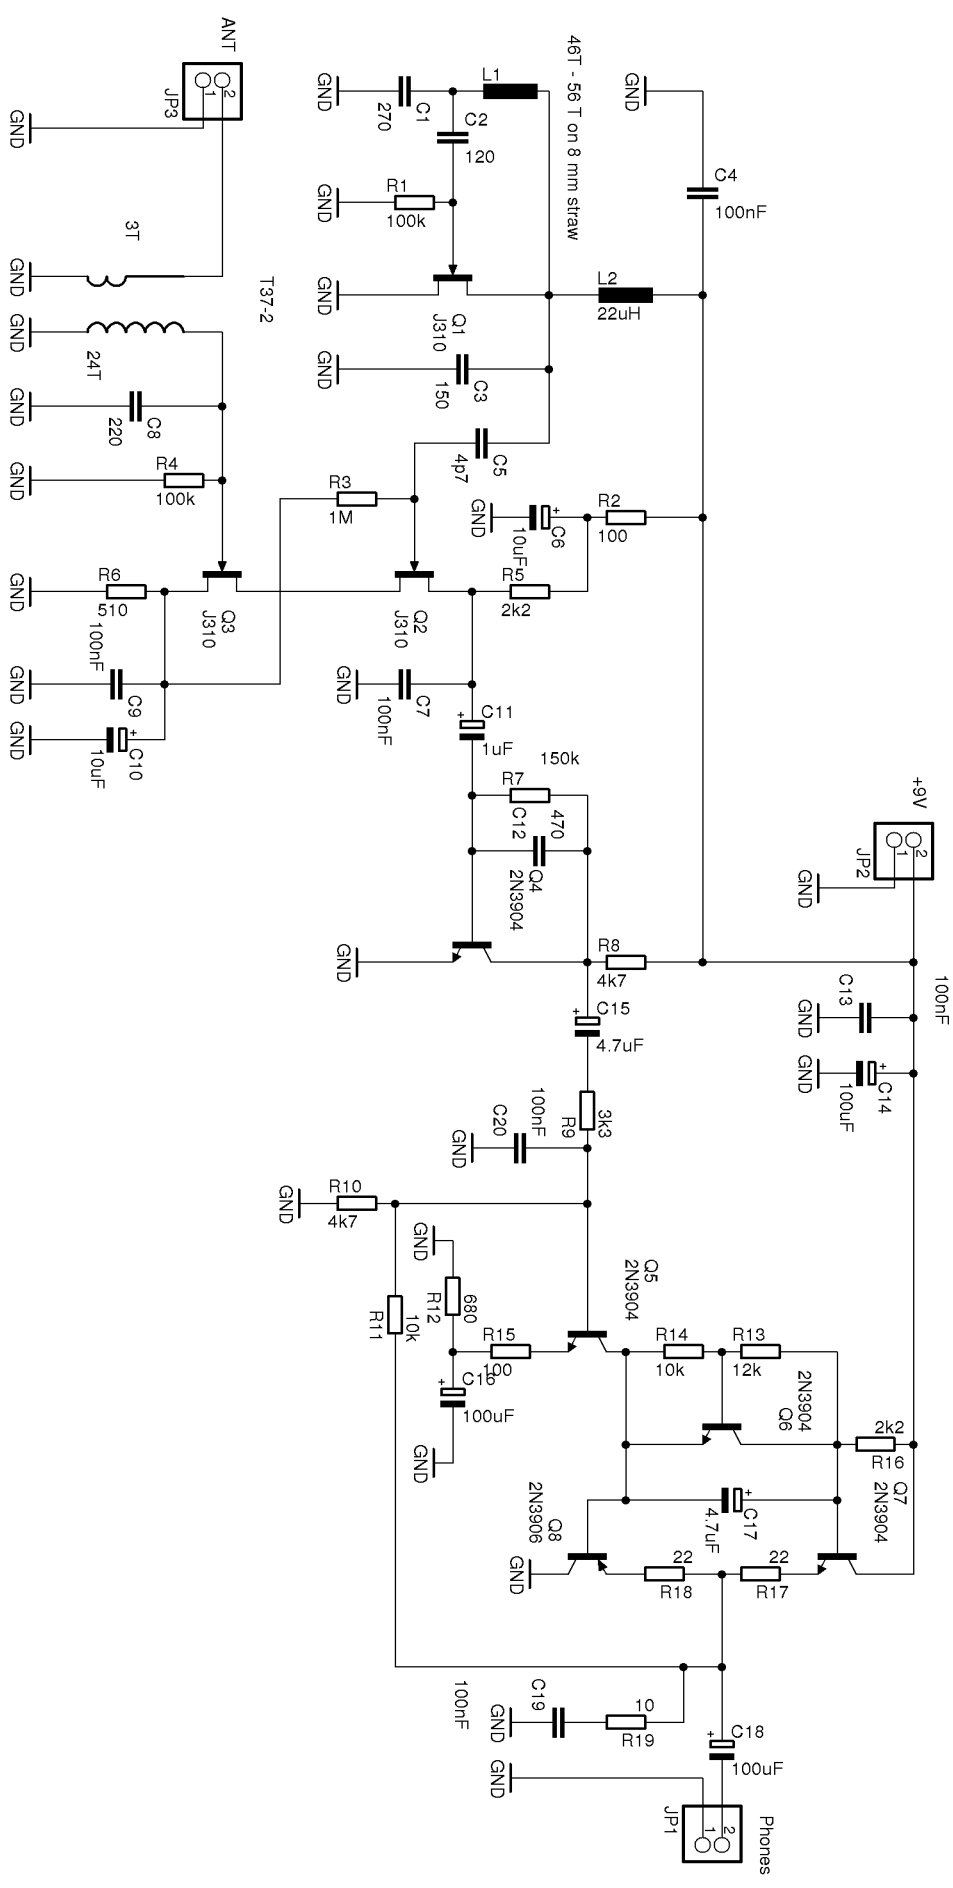 ANT
JP3
1
2
GND
GND
3T
T37-2
GND
24T
GND
C8
220
GND
R4
100k
GND
R6
510
Q3
J310
GND
C9
100nF
GND
C10
10uF
+
GND
46T - 56 T on 8 mm straw
L1
C1
270
GND
C2
120
R1
100k
GND
Q1
J310
GND
C3
150
GND
C5
4p7
R3
1M
Q2
J310
GND
C4
100nF
L2
22uH
R2
100
C6
10uF
+
GND
R5
2k2
C7
100nF
GND
C11
1uF
+
R7
150k
C12
470
Q4
2N3904
GND
R8
4k7
+9V
JP2
1
2
GND
C13
100nF
GND
C14
100uF
+
GND
C15
4.7uF
+
R9
3k3
C20
100nF
GND
R10
4k7
GND
R11
10k
R12
680
GND
C16
100uF
+
GND
R15
100
Q5
2N3904
R14
10k
R13
12k
Q6
2N3904
R16
2k2
C17
4.7uF
+
Q7
2N3904
Q8
2N3906
GND
R18
22
R17
22
R19
10
C19
100nF
GND
C18
100uF
+
GND
JP1
1
2
Phones